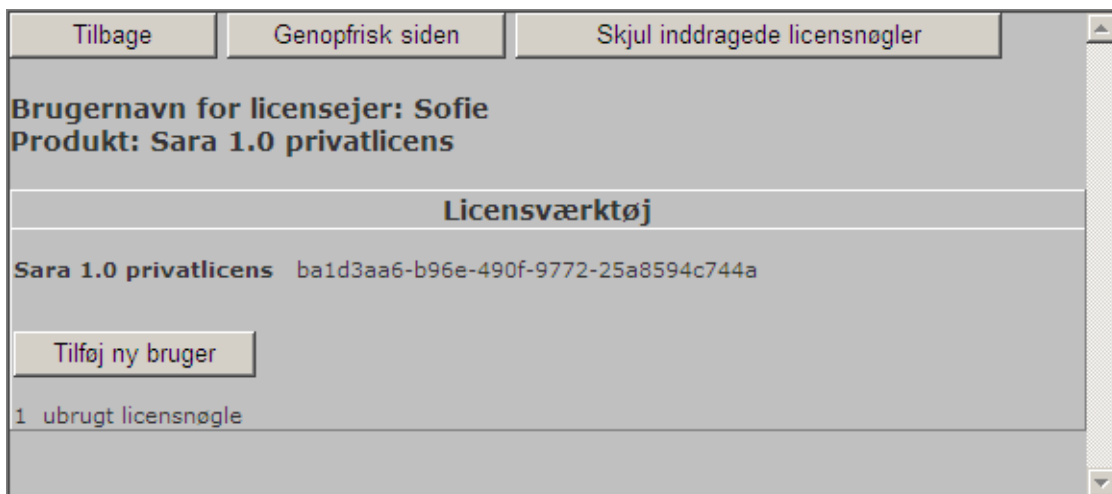 Tilbage Genopfrisk siden Skjul inddragede licensnøgler
Brugernavn for licensejer: Sofie
Produkt: Sara 1.0 privatlicens
Licensværktøj
Sara 1.0 privatlicens ba1d3aa6-b96e-490f-9772-25a8594c744a
Tilføj ny bruger
1 ubrugt licensnøgle